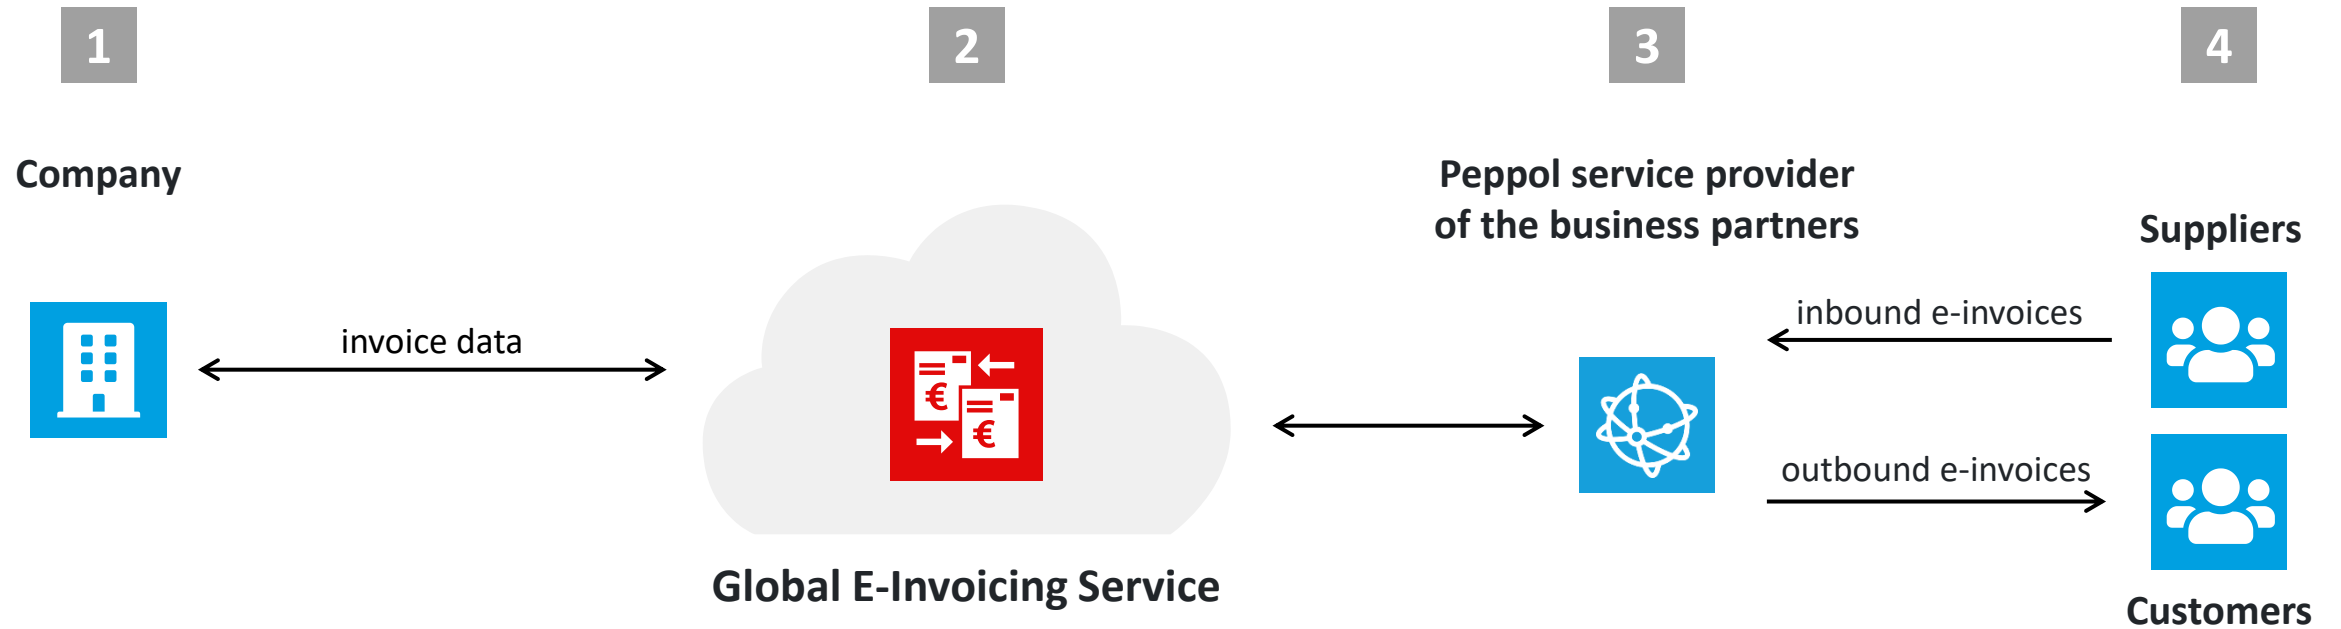 1
2
3
4
Company
Peppol service provider
of the business partners
Suppliers
invoice data
inbound e-invoices
€
€
outbound e-invoices
Global E-Invoicing Service
Customers